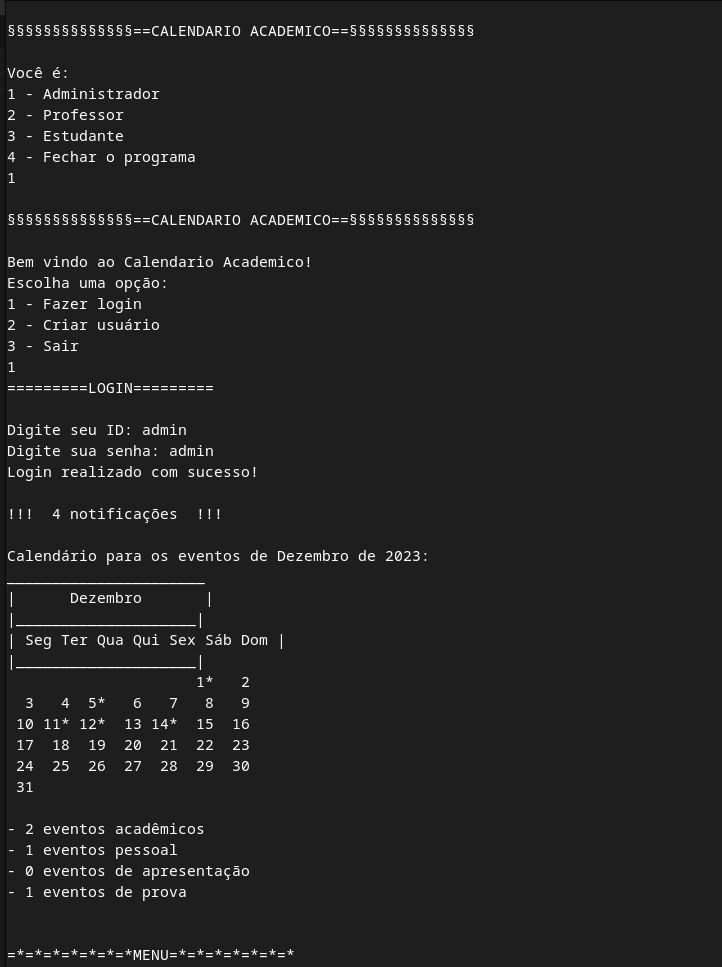 §§§§§§§§§§§§§§==CALENDARIO ACADEMICO==§§§§§§§§§§§§§§
Você é:
1 - Administrador
2 - Professor
3 - Estudante
4 - Fechar o programa
1
§§§§§§§§§§§§§§==CALENDARIO ACADEMICO==§§§§§§§§§§§§§§
Bem vindo ao Calendario Academico!
Escolha uma opção:
1 - Fazer login
2 - Criar usuário
3 - Sair
1
=========LOGIN=========
Digite seu ID: admin
Digite sua senha: admin
Login realizado com sucesso!
!!!  4 notificações  !!!
Calendário para os eventos de Dezembro de 2023:
______________________
|      Dezembro       |
|____________________|
| Seg Ter Qua Qui Sex Sáb Dom |
|____________________|
                     1*   2
  3   4  5*   6   7   8   9
 10 11* 12*  13 14*  15  16
 17  18  19  20  21  22  23
 24  25  26  27  28  29  30
 31
- 2 eventos acadêmicos
- 1 eventos pessoal
- 0 eventos de apresentação
- 1 eventos de prova
=*=*=*=*=*=*=*MENU=*=*=*=*=*=*=*